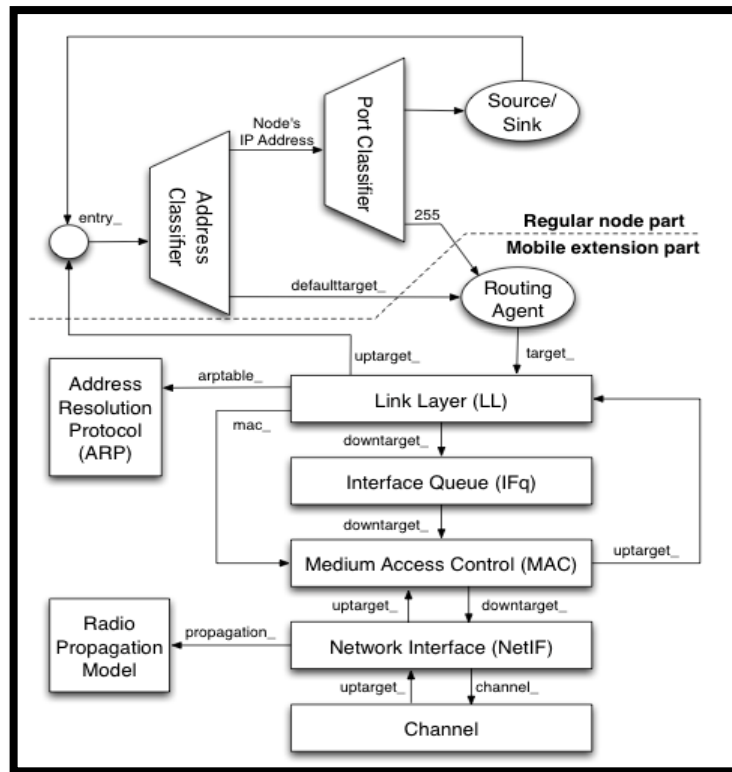 Source/
Sink
Node's
IP Address
Port Classifier
Address
Classifier
entry_
255
Regular node part
Mobile extension part
defaulttarget_
Routing
Agent
uptarget_
target_
Address
Resolution
Protocol
(ARP)
arptable_
Link Layer (LL)
mac_
downtarget_
Interface Queue (IFq)
downtarget_
Medium Access Control (MAC)
uptarget_
uptarget_
downtarget_
Radio
Propagation
Model
propagation_
Network Interface (NetIF)
uptarget_
channel_
Channel